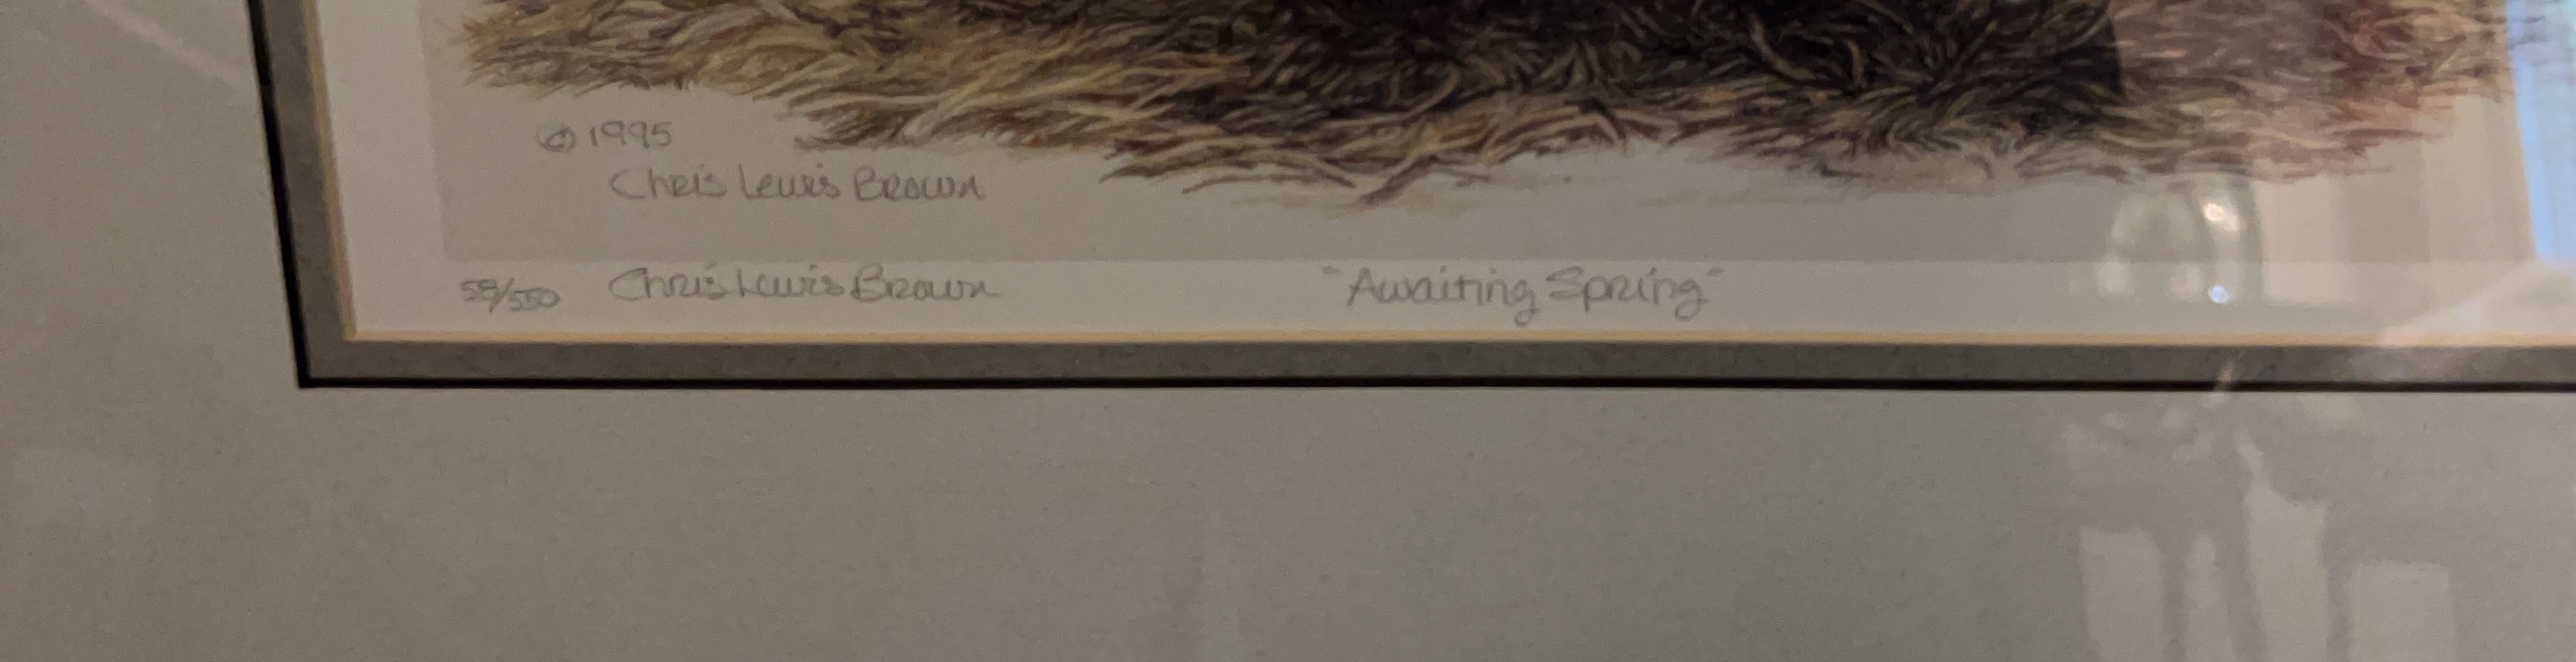 © 1995
Chris Lewis Brown
58/550 Chris Lewis Brown "Awaiting Spring"